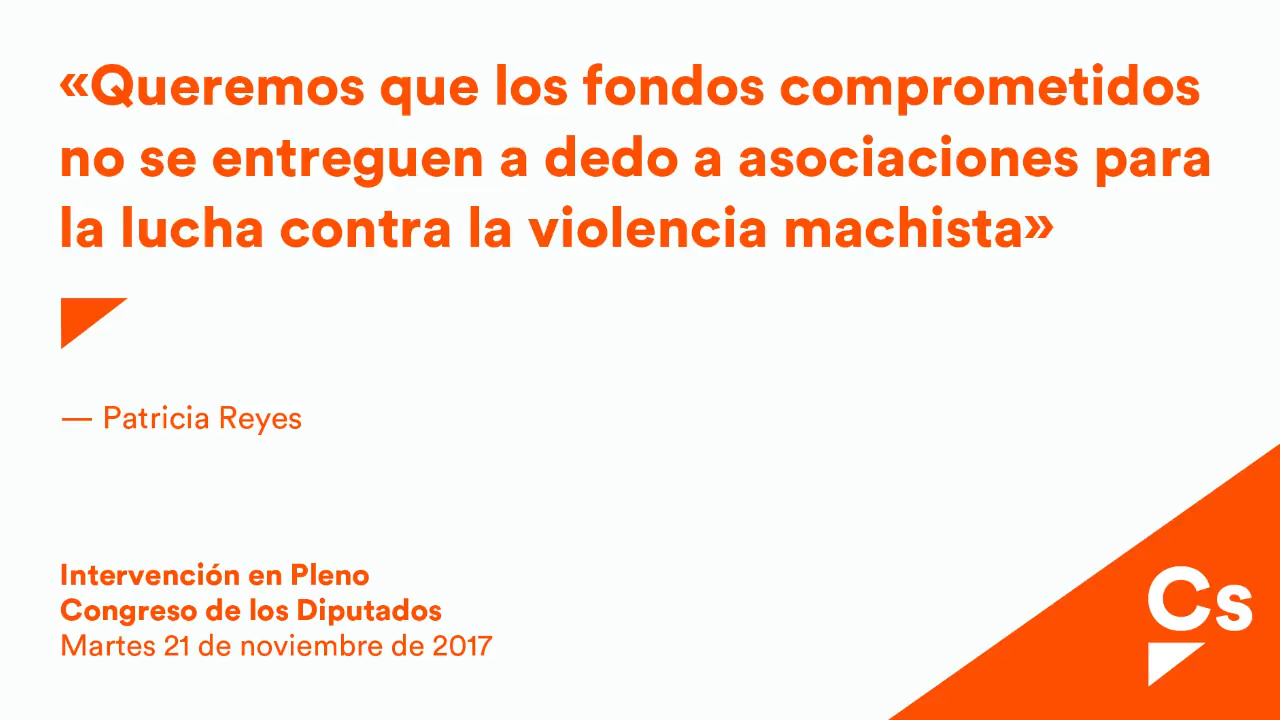 «Queremos que los fondos comprometidos
no se entreguen a dedo a asociaciones para
la lucha contra la violencia machista»
— Patricia Reyes
Intervención en Pleno
Congreso de los Diputados
Martes 21 de noviembre de 2017
Cs